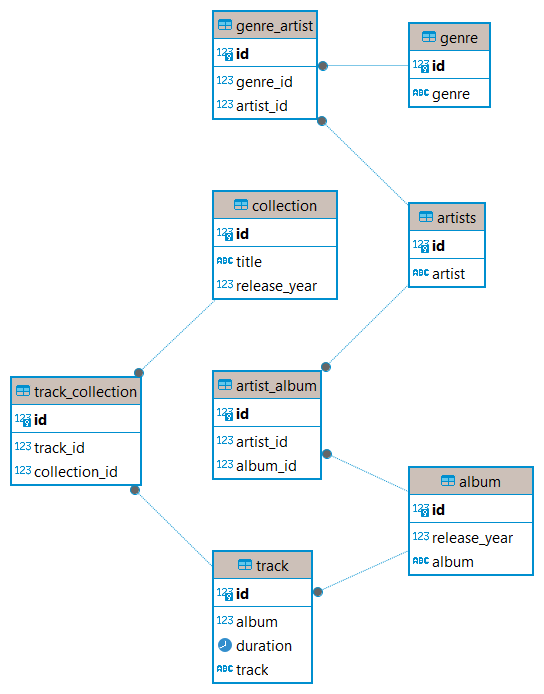 genre_artist
123 id
123 genre_id
123 artist_id
genre
123 id
ABC genre
artists
123 id
ABC artist
collection
123 id
ABC title
123 release_year
track_collection
123 id
123 track_id
123 collection_id
artist_album
123 id
123 artist_id
123 album_id
album
123 id
123 release_year
ABC album
track
123 id
123 album
duration
ABC track